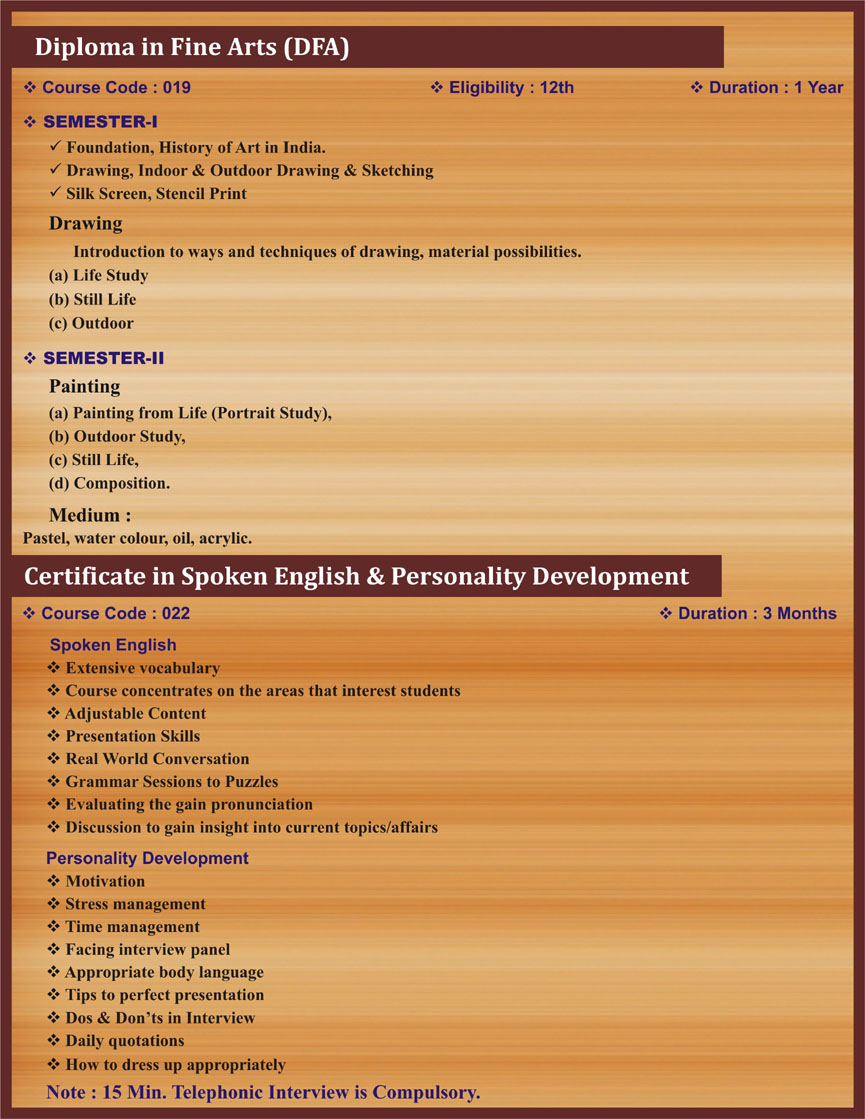 Diploma in Fine Arts (DFA)
❖ Course Code : 019 ❖ Eligibility : 12th ❖ Duration : 1 Year
❖ SEMESTER-I
✓ Foundation, History of Art in India.
✓ Drawing, Indoor & Outdoor Drawing & Sketching
✓ Silk Screen, Stencil Print
Drawing
Introduction to ways and techniques of drawing, material possibilities.
(a) Life Study
(b) Still Life
(c) Outdoor
❖ SEMESTER-II
Painting
(a) Painting from Life (Portrait Study),
(b) Outdoor Study,
(c) Still Life,
(d) Composition.
Medium :
Pastel, water colour, oil, acrylic.
Certificate in Spoken English & Personality Development
❖ Course Code : 022 ❖ Duration : 3 Months
Spoken English
❖ Extensive vocabulary
❖ Course concentrates on the areas that interest students
❖ Adjustable Content
❖ Presentation Skills
❖ Real World Conversation
❖ Grammar Sessions to Puzzles
❖ Evaluating the gain pronunciation
❖ Discussion to gain insight into current topics/affairs
Personality Development
❖ Motivation
❖ Stress management
❖ Time management
❖ Facing interview panel
❖ Appropriate body language
❖ Tips to perfect presentation
❖ Dos & Don’ts in Interview
❖ Daily quotations
❖ How to dress up appropriately
Note : 15 Min. Telephonic Interview is Compulsory.